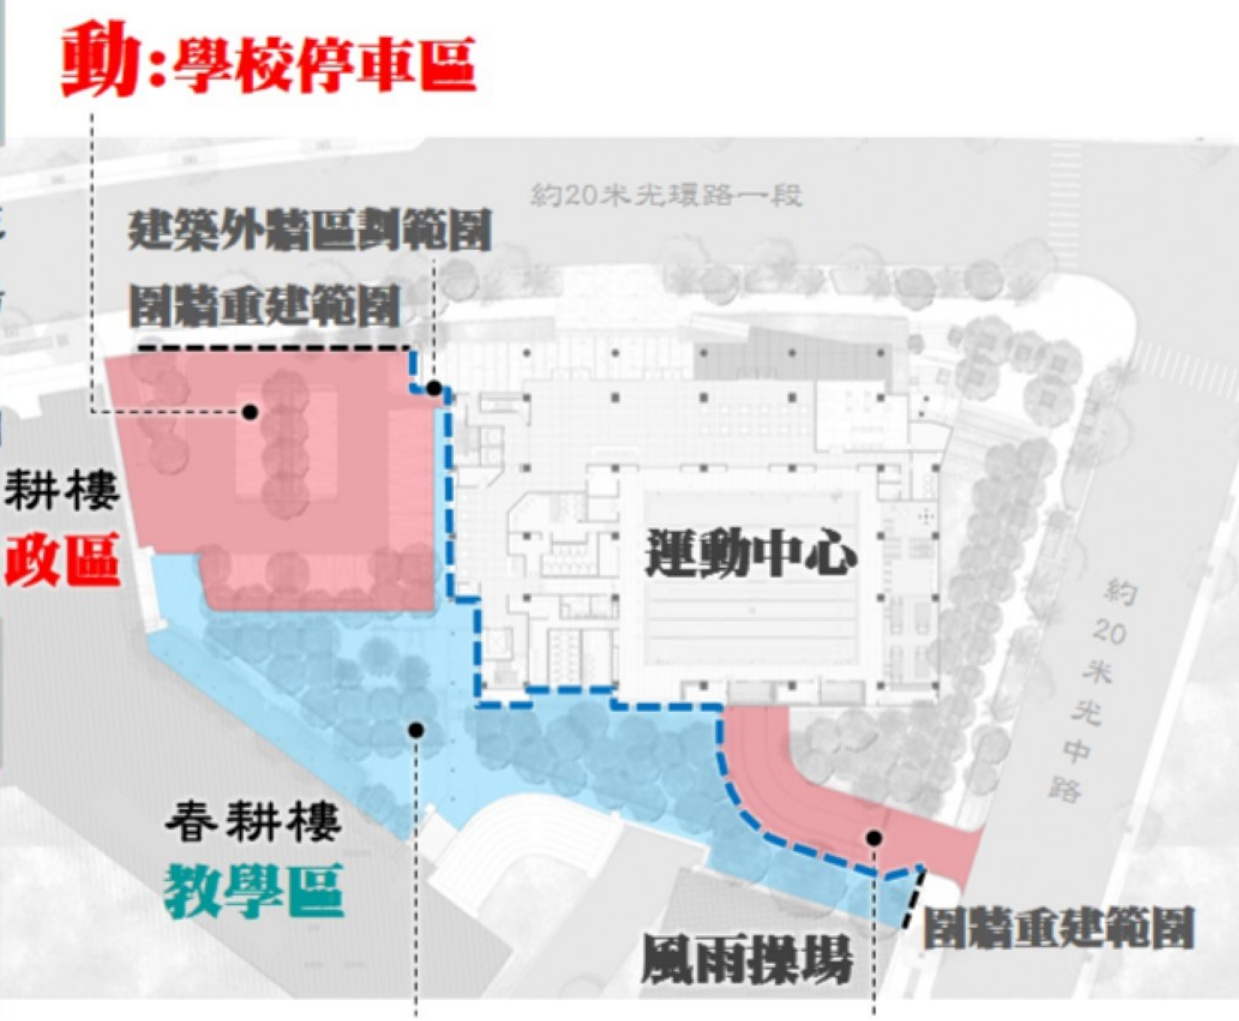 動:學校停車區
約20米光環路一段
建築外牆區劃範圍
圍牆重建範圍
耕樓
政區
運動中心
約20米光中路
春耕樓
教學區
圍牆重建範圍
風雨操場